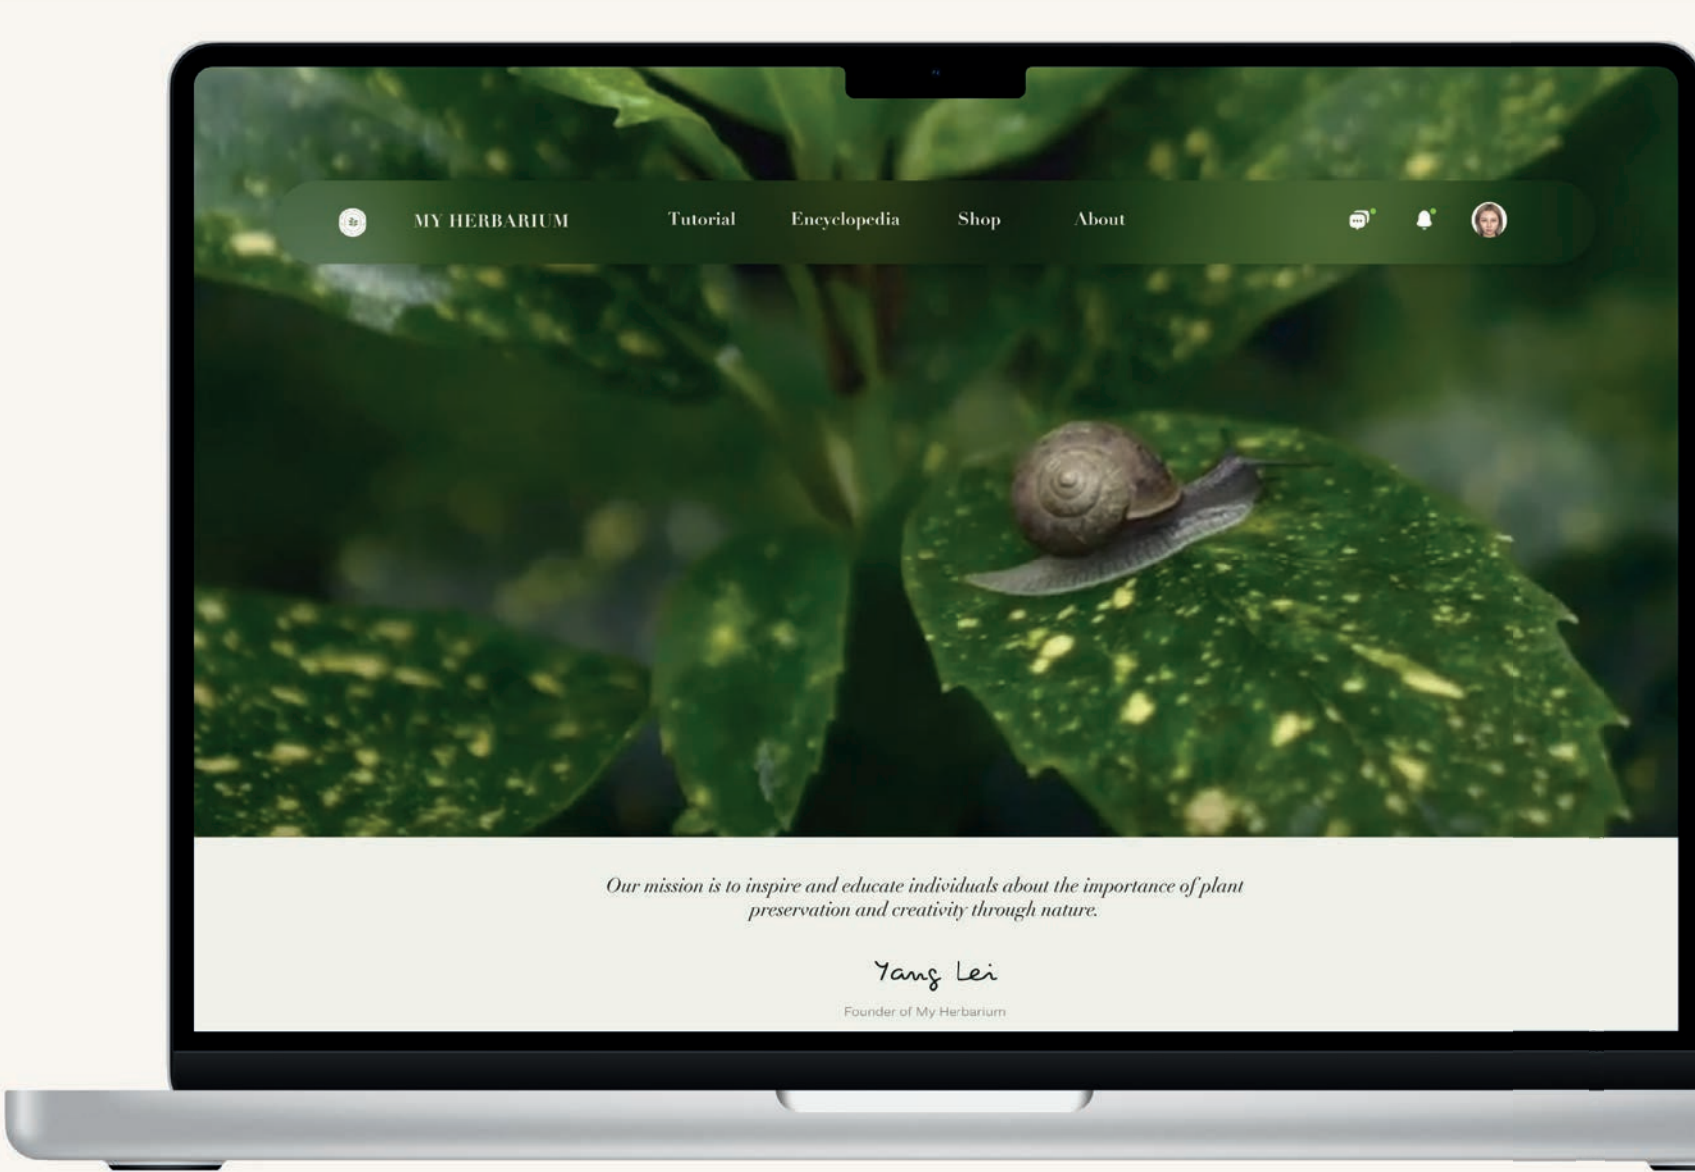 MY HERBARIUM Tutorial Encyclopedia Shop About
Our mission is to inspire and educate individuals about the importance of plant
preservation and creativity through nature.
Yang Lei
Founder of My Herbarium